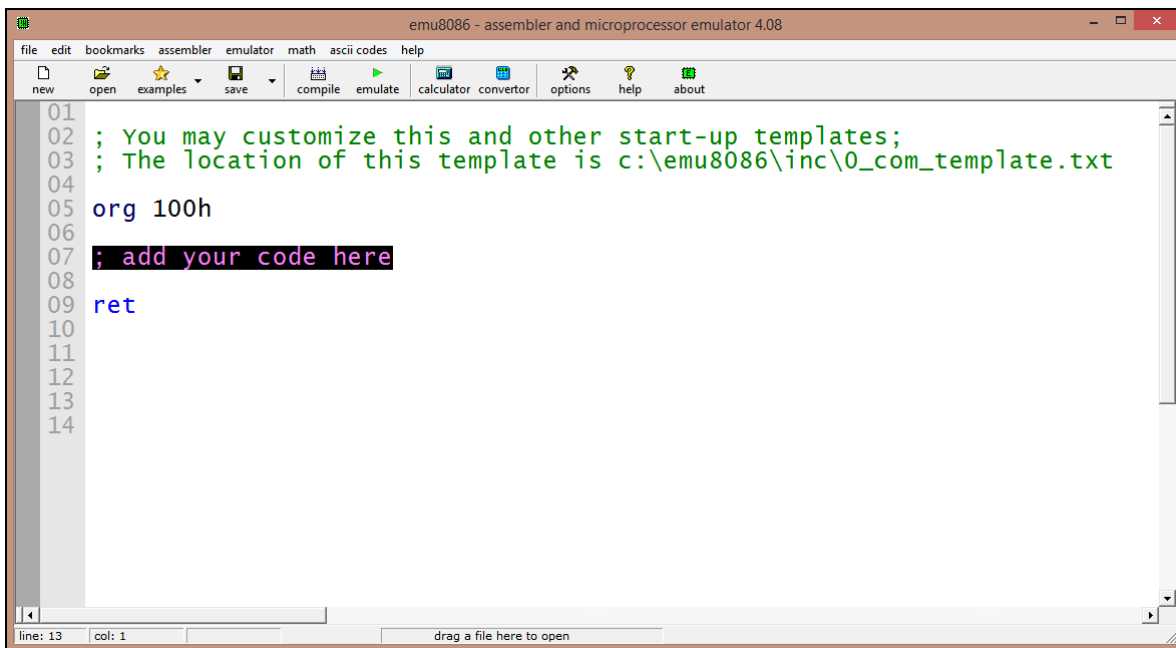 emu8086 - assembler and microprocessor emulator 4.08
file edit bookmarks assembler emulator math ascii codes help
new open examples save compile emulate calculator convertor options help about
01
02 ; You may customize this and other start-up templates;
03 ; The location of this template is c:\emu8086\inc\0_com_template.txt
04
05 org 100h
06
07 ; add your code here
08
09 ret
10
11
12
13
14
line: 13 col: 1 drag a file here to open